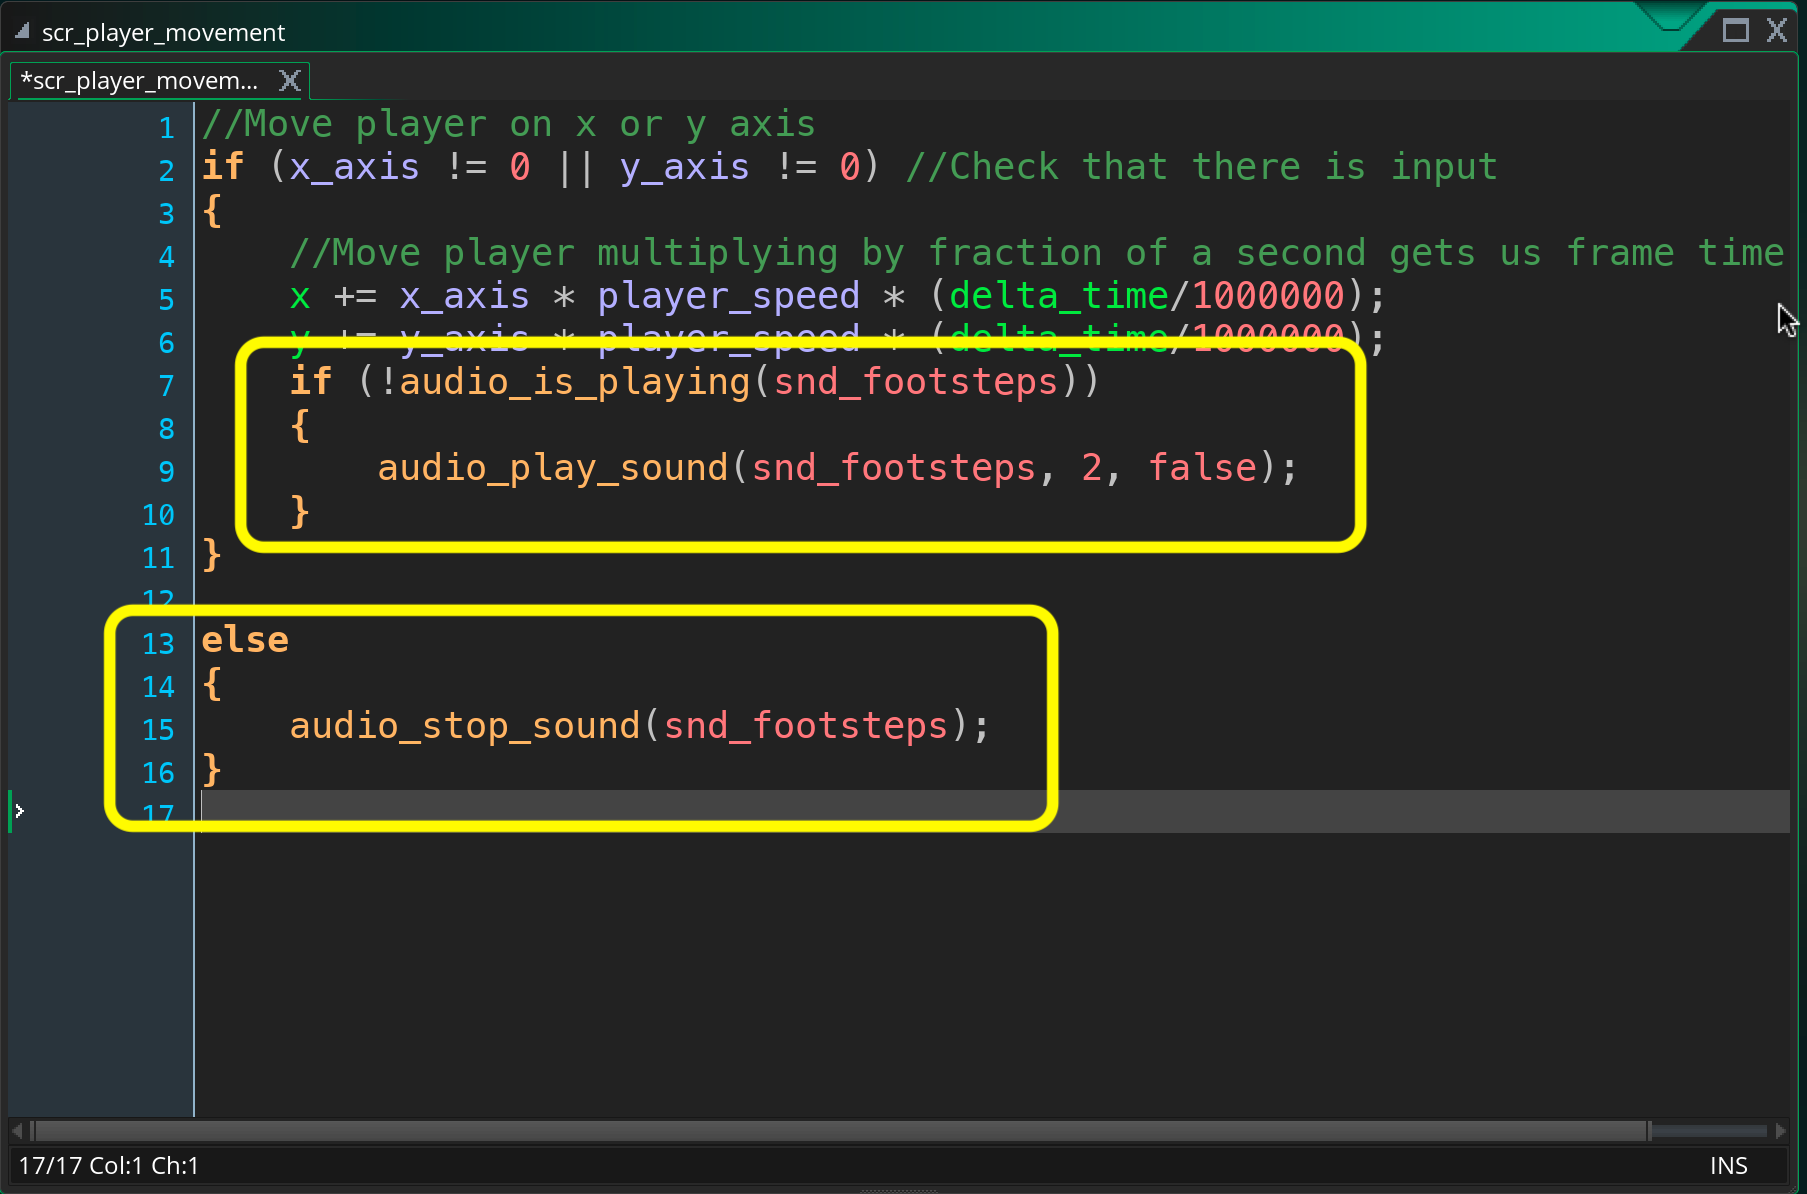 scr_player_movement
*scr_player_movem...
1 //Move player on x or y axis
2 if (x_axis != 0 || y_axis != 0) //Check that there is input
3 {
4 //Move player multiplying by fraction of a second gets us frame time
5 x += x_axis * player_speed * (delta_time/1000000);
6 y += y_axis * player_speed * (delta_time/1000000);
7 if (!audio_is_playing(snd_footsteps))
8 {
9 audio_play_sound(snd_footsteps, 2, false);
10 }
11 }
12
13 else
14 {
15 audio_stop_sound(snd_footsteps);
16 }
17
17/17 Col:1 Ch:1
INS